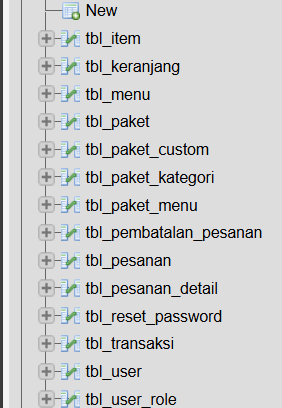 New
tbl_item
tbl_keranjang
tbl_menu
tbl_paket
tbl_paket_custom
tbl_paket_kategori
tbl_paket_menu
tbl_pembatalan_pesanan
tbl_pesanan
tbl_pesanan_detail
tbl_reset_password
tbl_transaksi
tbl_user
tbl_user_role